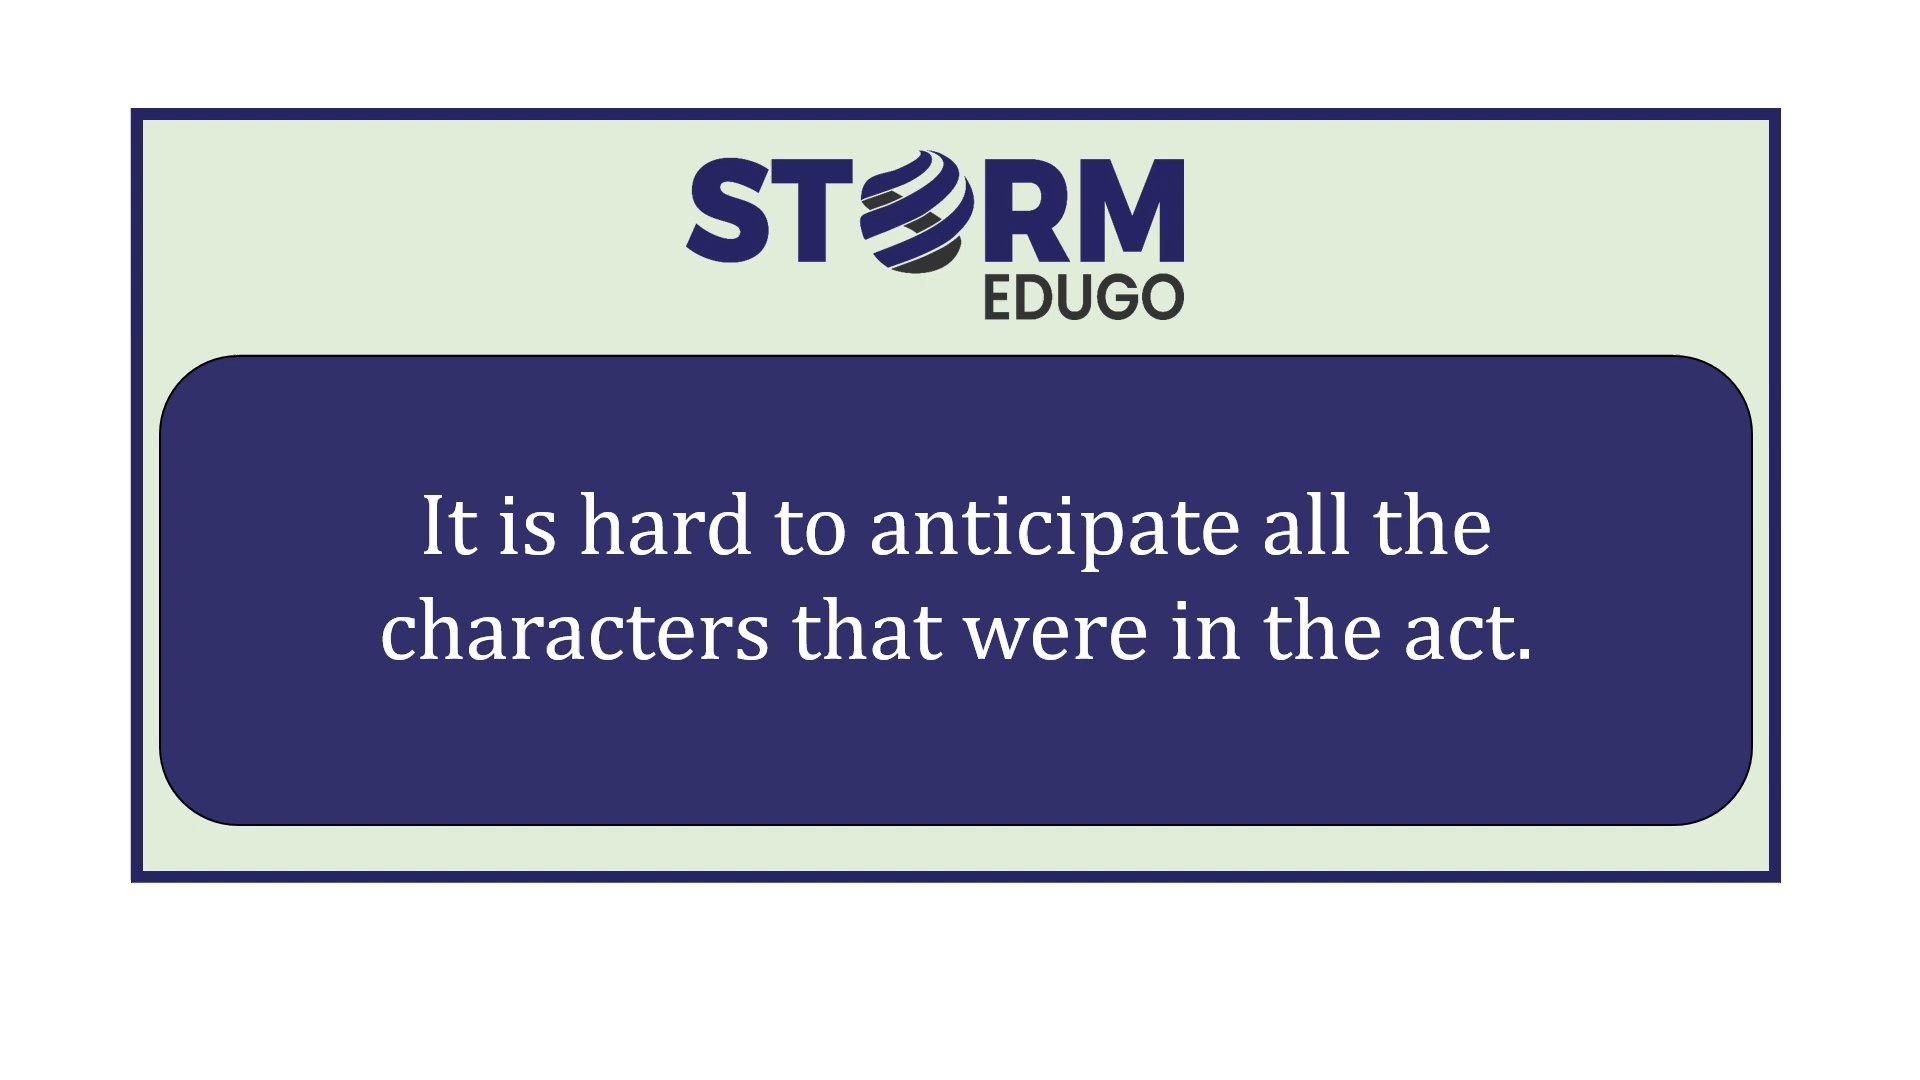 STORM
EDUGO
It is hard to anticipate all the
characters that were in the act.